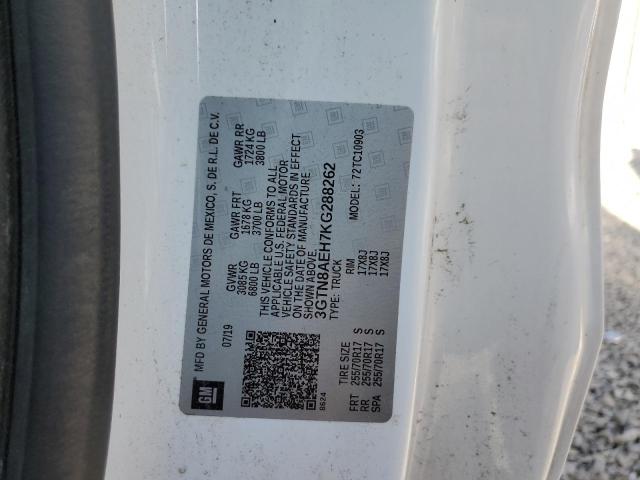 GM
MFD BY GENERAL MOTORS DE MEXICO, S. DE R.L. DE C.V.
07/19
GVWR GAWR FRT GAWR RR
3085 KG 1678 KG 1724 KG
6800 LB 3700 LB 3800 LB
THIS VEHICLE CONFORMS TO ALL
APPLICABLE U.S. FEDERAL MOTOR
VEHICLE SAFETY STANDARDS IN EFFECT
ON THE DATE OF MANUFACTURE
3GTN8AEH7KG288262
TYPE: TRUCK MODEL: 72TC10903
8624
TIRE SIZE RIM
FRT 255/70R17 S 17X8J
RR 255/70R17 S 17X8J
SPA 255/70R17 S 17X8J